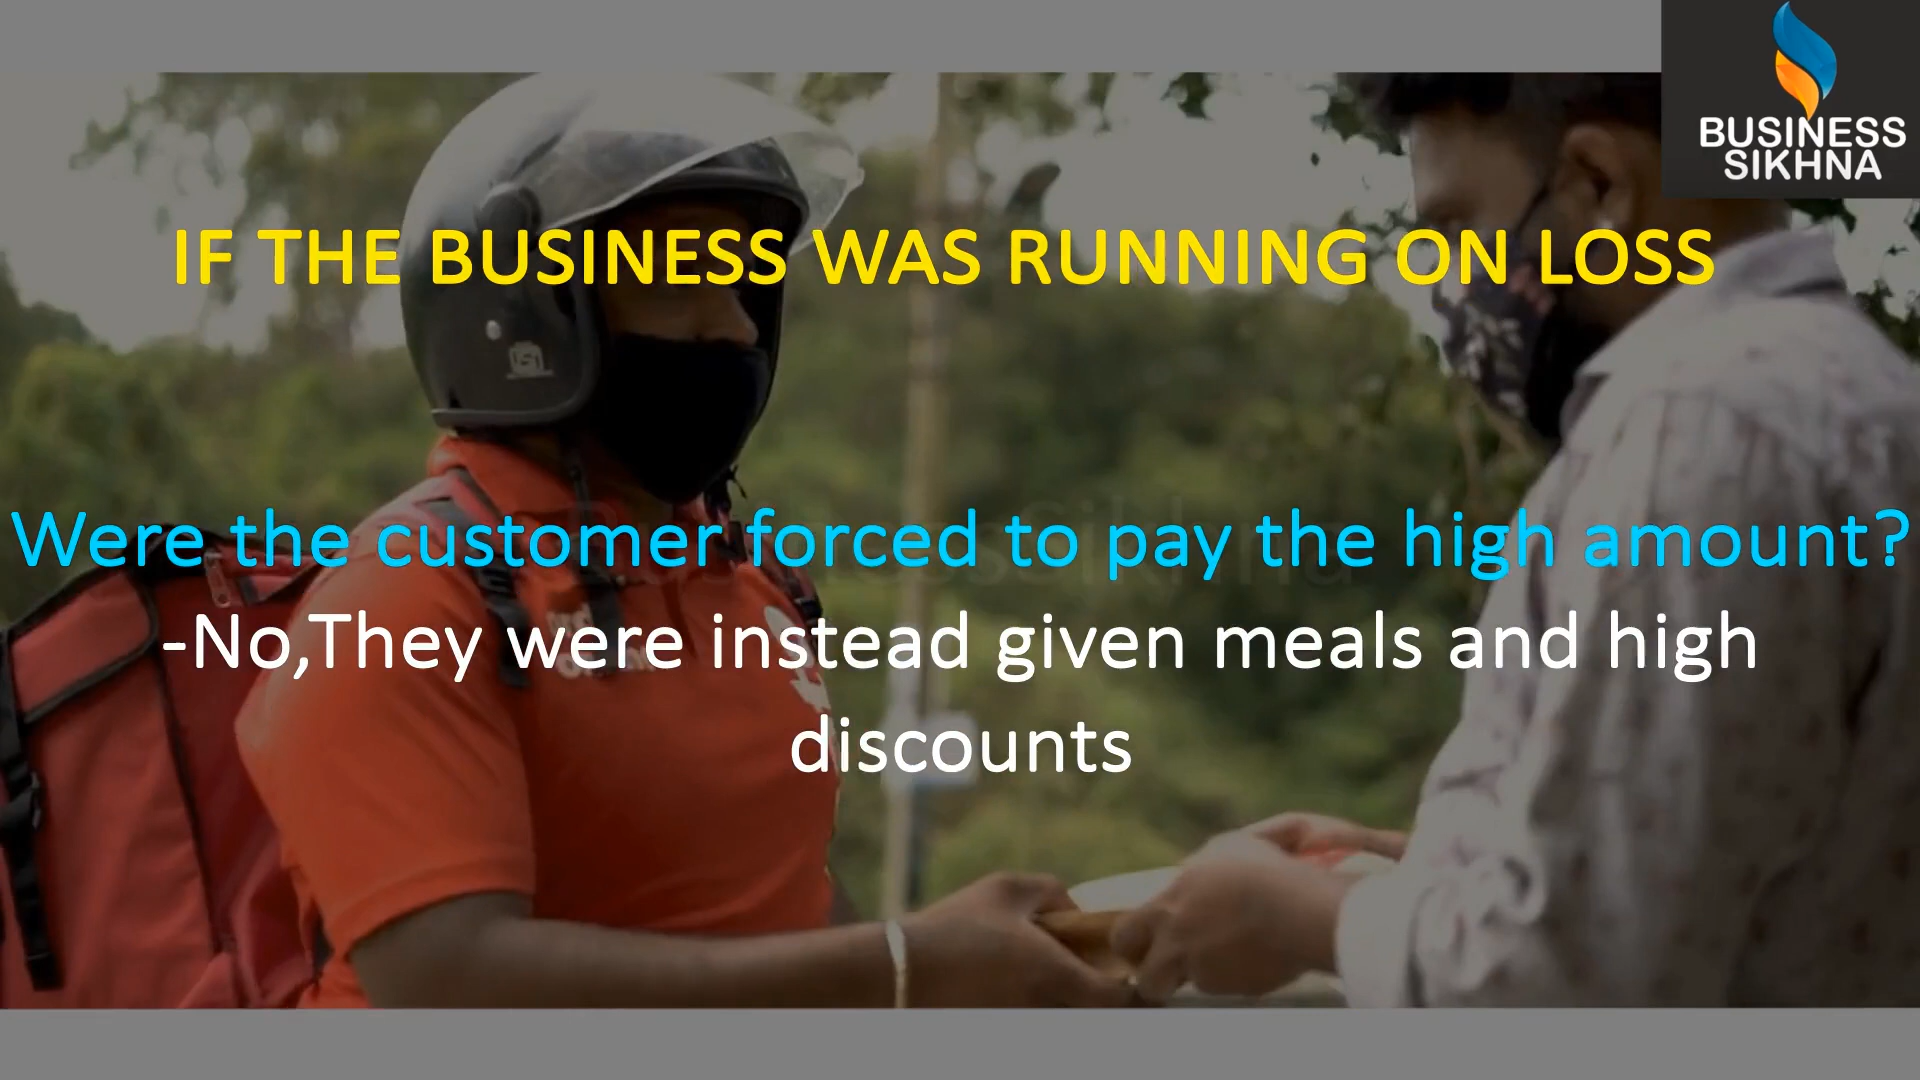 BUSINESS
SIKHNA
IF THE BUSINESS WAS RUNNING ON LOSS
Were the customer forced to pay the high amount?
-No,They were instead given meals and high
discounts